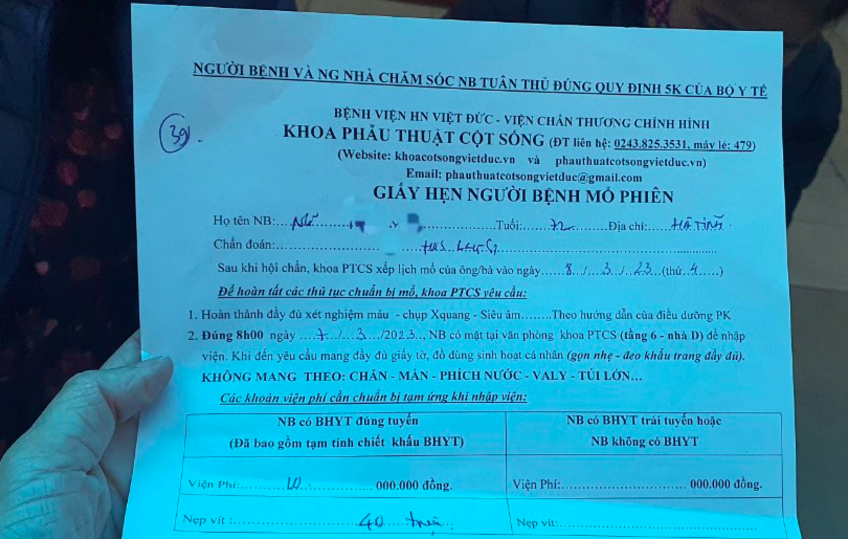 NGƯỜI BỆNH VÀ NG NHÀ CHĂM SÓC NB TUÂN THỦ ĐÚNG QUY ĐỊNH 5K CỦA BỘ Y TẾ
39.
BỆNH VIỆN HN VIỆT ĐỨC - VIỆN CHẤN THƯƠNG CHỈNH HÌNH
KHOA PHẪU THUẬT CỘT SỐNG (ĐT liên hệ: 0243.825.3531, máy lẻ: 479)
(Website: khoacotsongvietduc.vn và phauthuatcotsongvietduc.vn)
Email: phauthuatcotsongvietduc@gmail.com
GIẤY HẸN NGƯỜI BỆNH MỔ PHIÊN
Họ tên NB:..............Tuổi:......72......Địa chỉ:......HÀ TĨNH
Chẩn đoán:..............
Sau khi hội chẩn, khoa PTCS xếp lịch mổ của ông/bà vào ngày......8.../...3.../...23...(thứ...4.....)
Để hoàn tất các thủ tục chuẩn bị mổ, khoa PTCS yêu cầu:
1. Hoàn thành đầy đủ xét nghiệm máu - chụp Xquang - Siêu âm..........Theo hướng dẫn của điều dưỡng PK
2. Đúng 8h00 ngày ....7.../...3.../2023..., NB có mặt tại văn phòng khoa PTCS (tầng 6 - nhà D) để nhập
viện. Khi đến yêu cầu mang đầy đủ giấy tờ, đồ dùng sinh hoạt cá nhân (gọn nhẹ - đeo khẩu trang đầy đủ).
KHÔNG MANG THEO: CHĂN - MÀN - PHÍCH NƯỚC - VALY - TÚI LỚN...
Các khoản viện phí cần chuẩn bị tạm ứng khi nhập viện:
NB có BHYT đúng tuyến
(Đã bao gồm tạm tính chiết khấu BHYT)
NB có BHYT trái tuyến hoặc
NB không có BHYT
Viện Phí:.............. 000.000 đồng.
Viện Phí:.............. 000.000 đồng.
Nẹp vít :..............40 triệu
Nẹp vít:..............